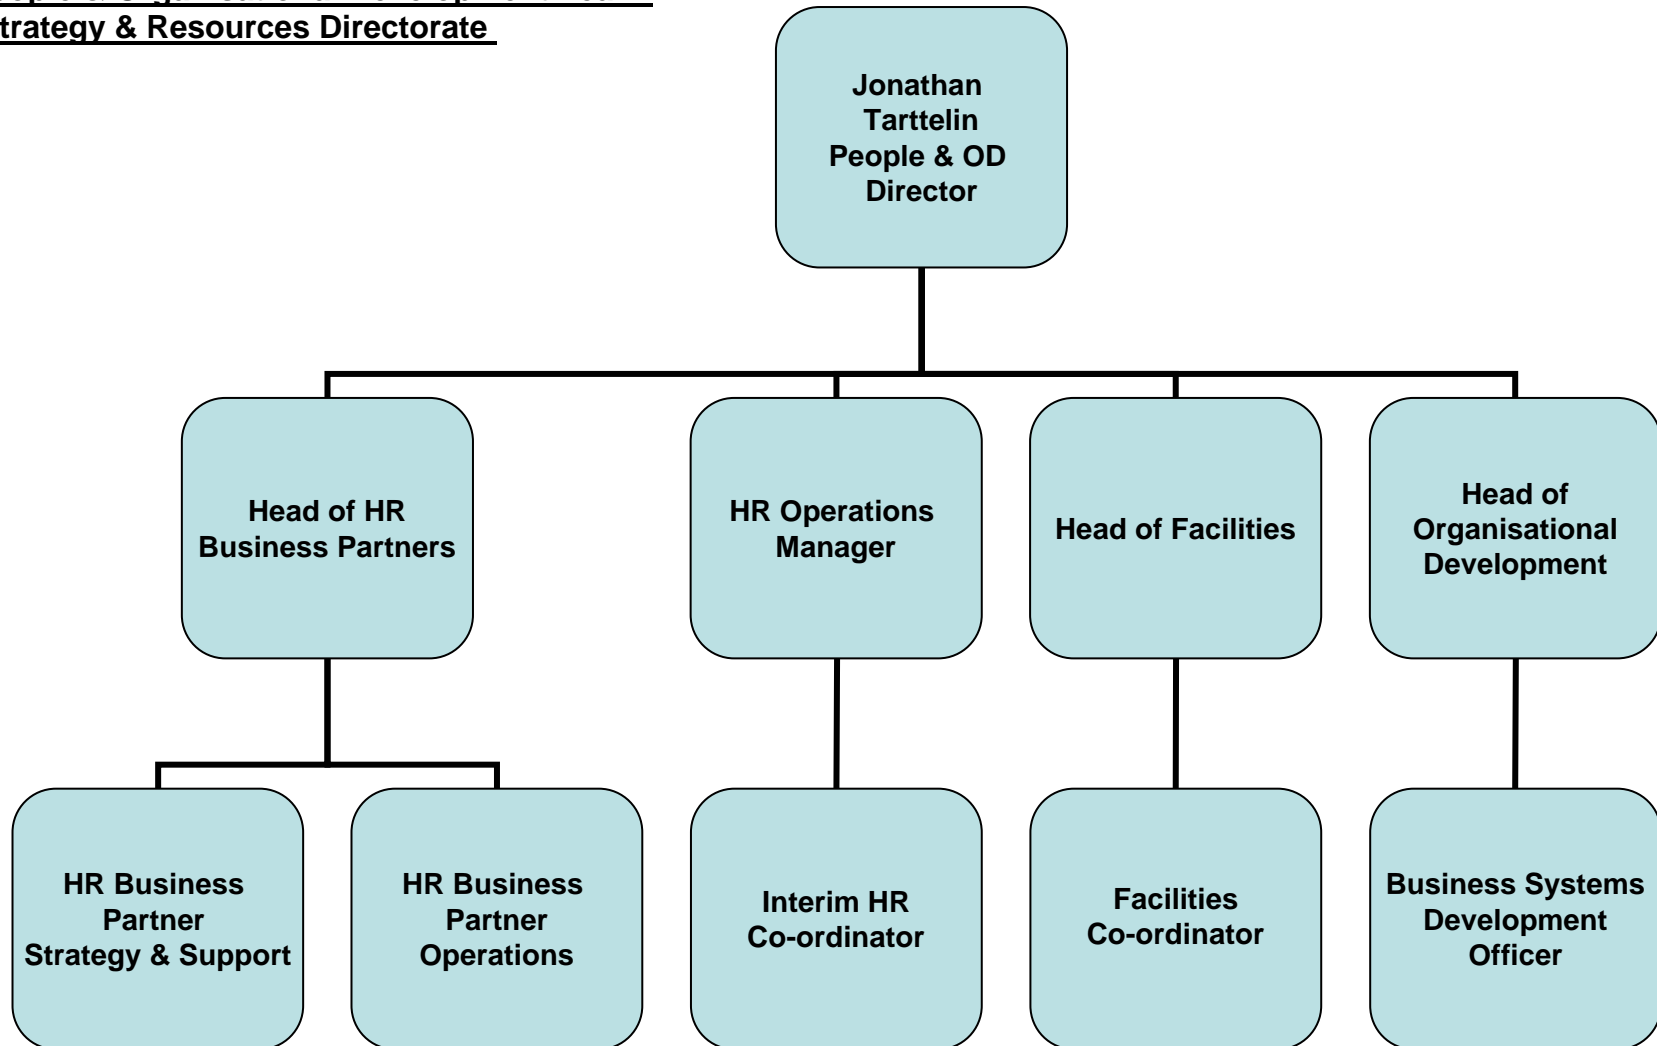 Strategy & Resources Directorate
Jonathan
Tarttelin
People & OD
Director
Head of HR
Business Partners
HR Operations
Manager
Head of Facilities
Head of
Organisational
Development
HR Business
Partner
Strategy & Support
HR Business
Partner
Operations
Interim HR
Co-ordinator
Facilities
Co-ordinator
Business Systems
Development
Officer